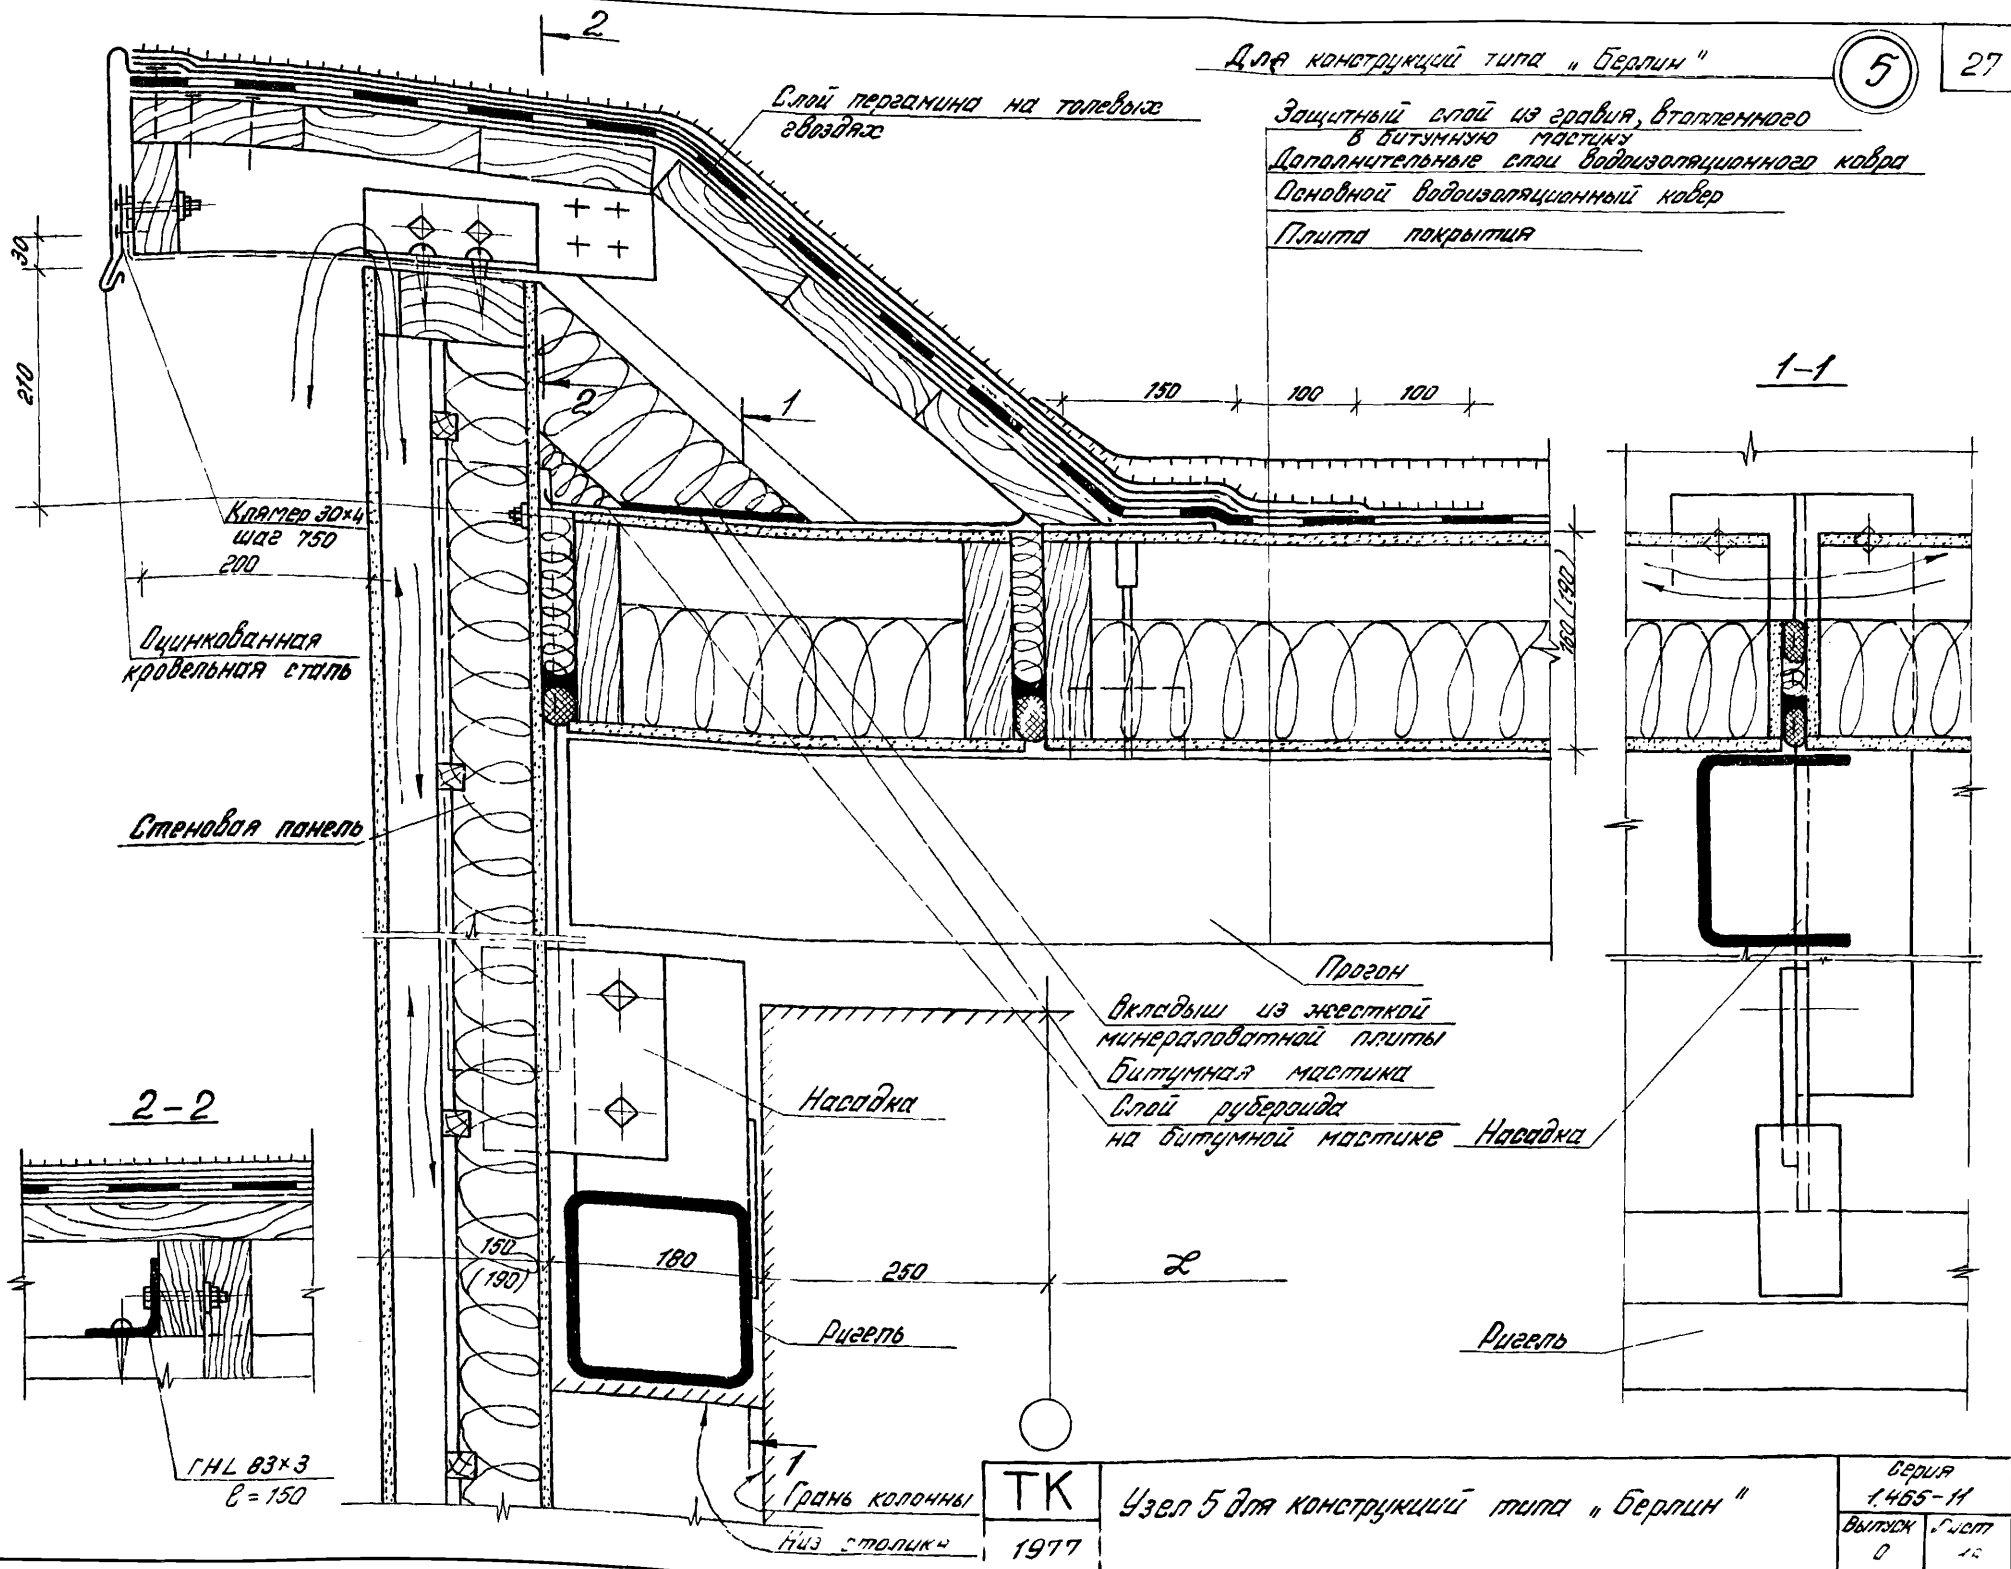 Для конструкций типа „Берлин"
5
27
2
Слой пергамина на толевых
гвоздях
Защитный слой из гравия, втопленного
в битумную мастику
Дополнительные слои водоизоляционного ковра
Основной водоизоляционный ковер
Плита покрытия
30
210
2
1
150
100
100
1-1
Клямер 30×4
шаг 750
200
160 (190)
Оцинкованная
кровельная сталь
Стеновая панель
Прогон
Вкладыш из жесткой
минераловатной плиты
Битумная мастика
Слой рубероида
на битумной мастике
Насадка
Насадка
2-2
150
(190)
180
250
Ригель
Ригель
ГНL 83×3
ℓ=150
1
Грань колонны
Низ столика
ТК
1977
Узел 5 для конструкций типа „Берлин"
Серия
1.465-11
Выпуск
0
Лист